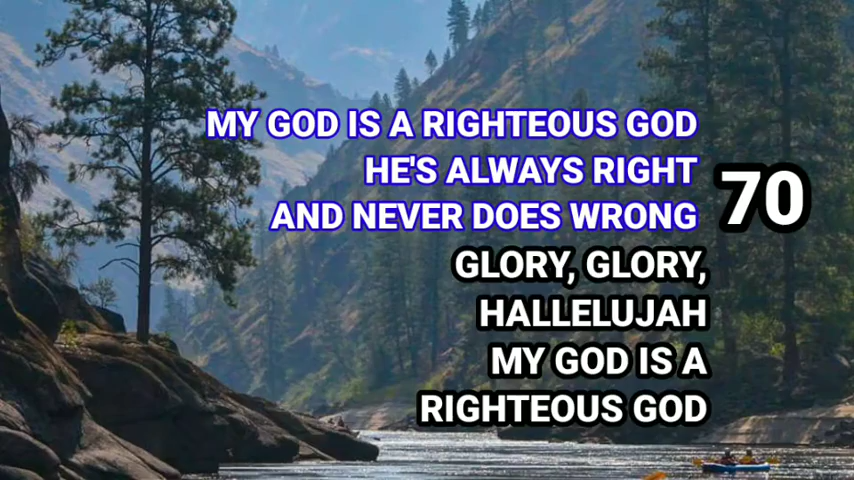 MY GOD IS A RIGHTEOUS GOD
HE'S ALWAYS RIGHT
AND NEVER DOES WRONG
70
GLORY, GLORY,
HALLELUJAH
MY GOD IS A
RIGHTEOUS GOD